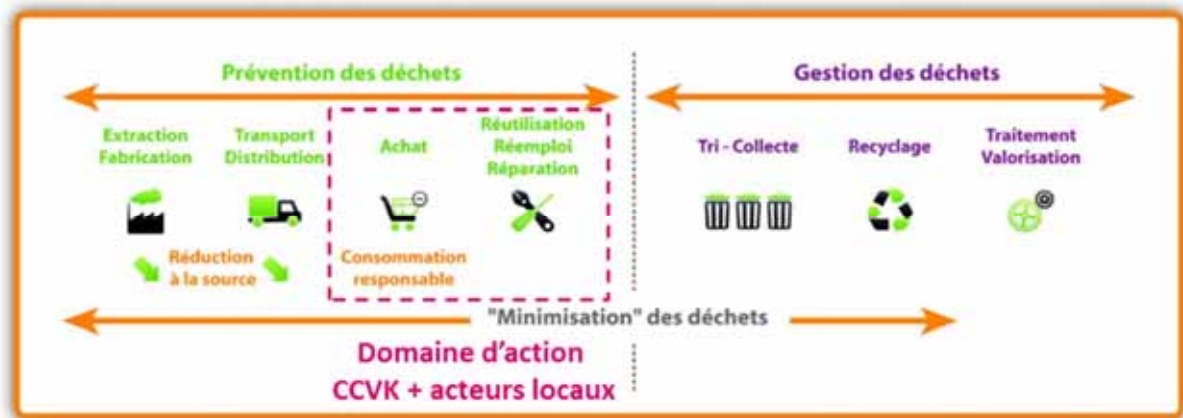 Prévention des déchets
Gestion des déchets
Extraction
Fabrication
Transport
Distribution
Achat
Réutilisation
Réemploi
Réparation
Tri - Collecte
Recyclage
Traitement
Valorisation
Réduction
à la source
Consommation
responsable
"Minimisation" des déchets
Domaine d'action
CCVK + acteurs locaux